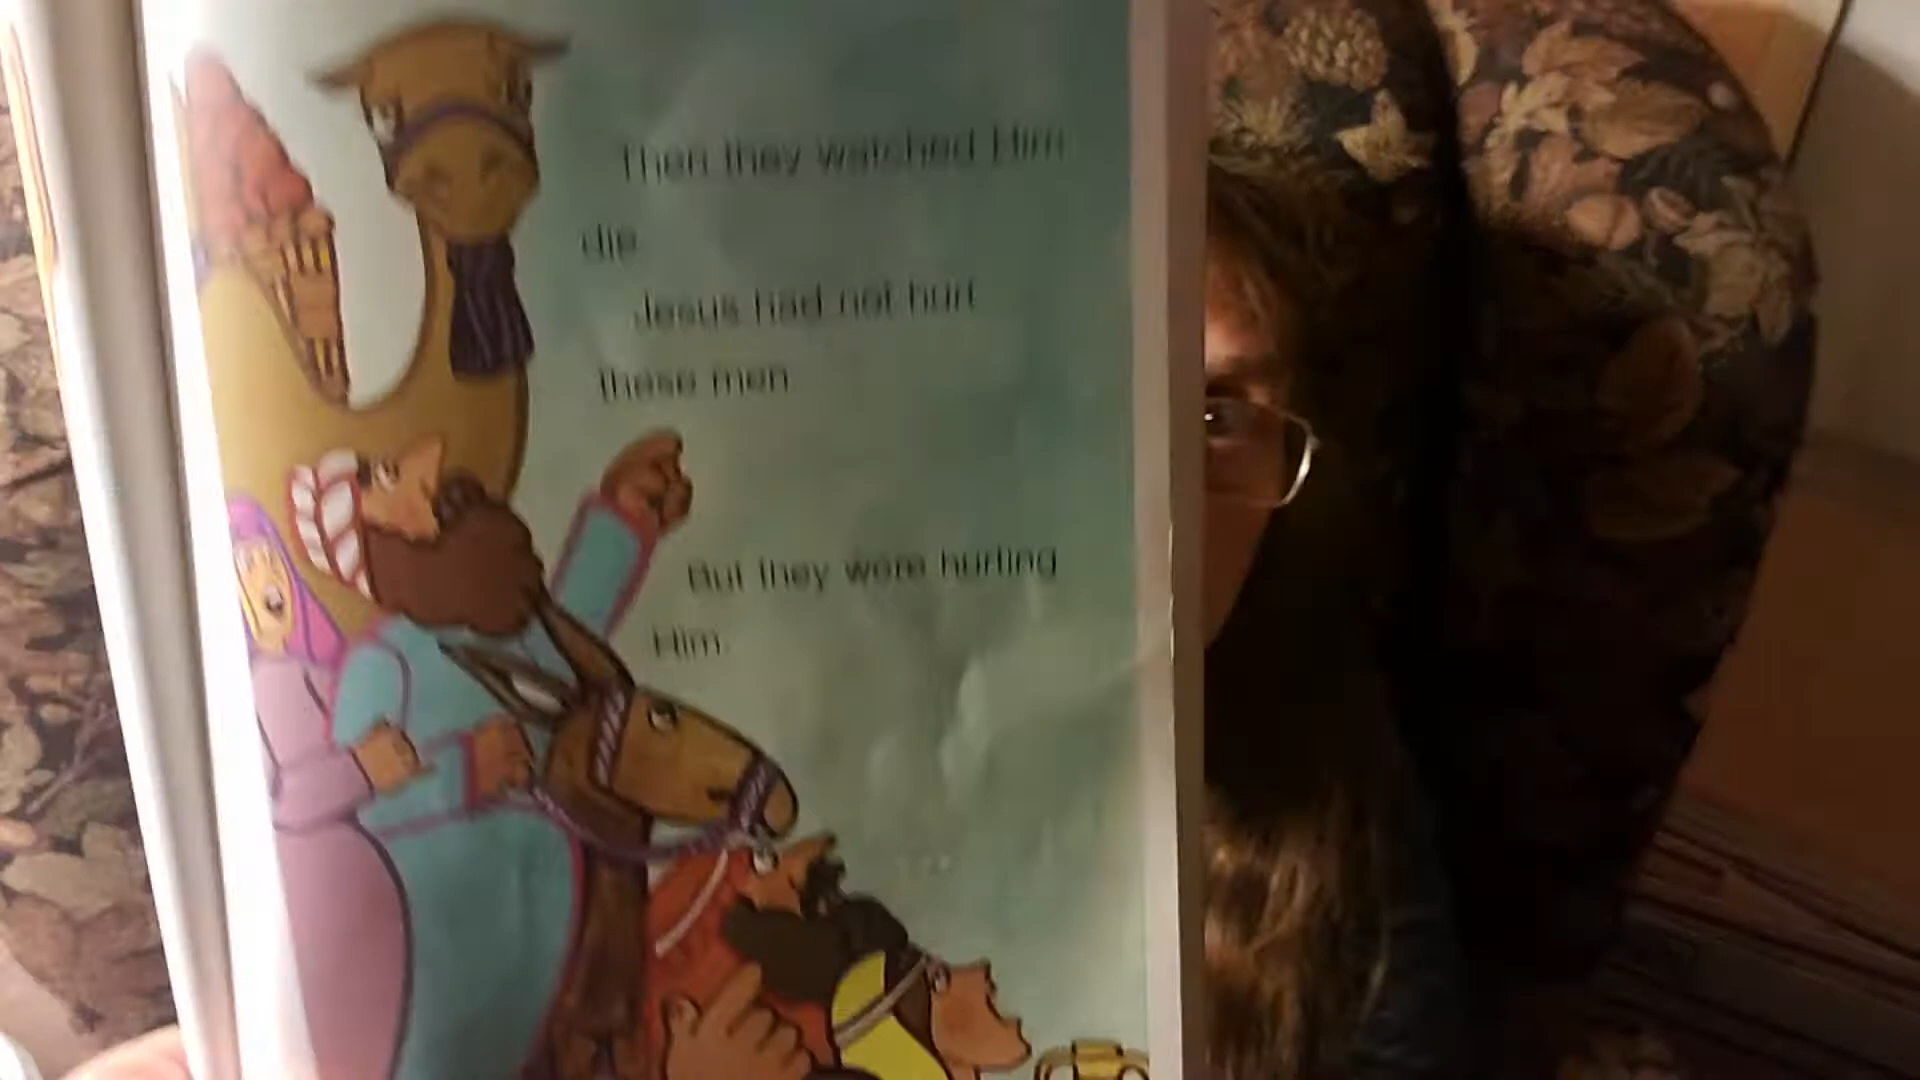 Then they watched Him
die.
Jesus had not hurt
these men.
But they were hurting
Him.